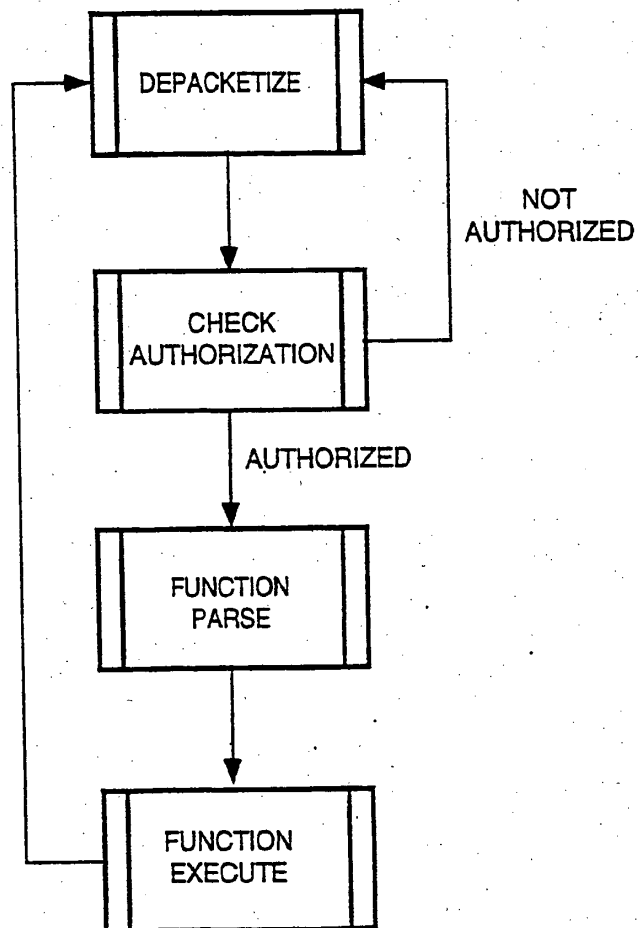 DEPACKETIZE
NOT
AUTHORIZED
CHECK
AUTHORIZATION
AUTHORIZED
FUNCTION
PARSE
FUNCTION
EXECUTE